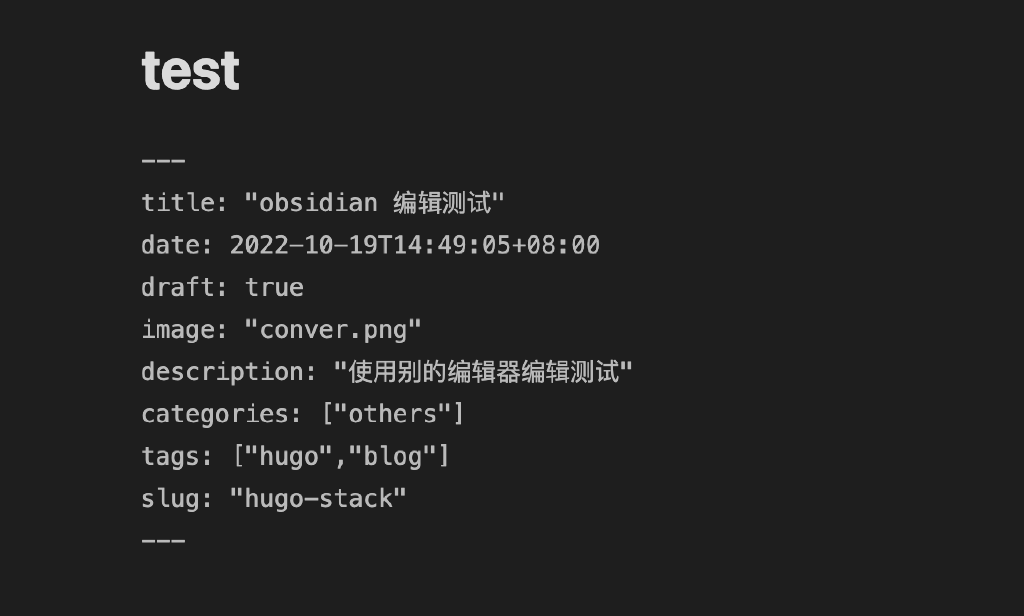 test
---
title: "obsidian 编辑测试"
date: 2022-10-19T14:49:05+08:00
draft: true
image: "conver.png"
description: "使用别的编辑器编辑测试"
categories: ["others"]
tags: ["hugo","blog"]
slug: "hugo-stack"
---